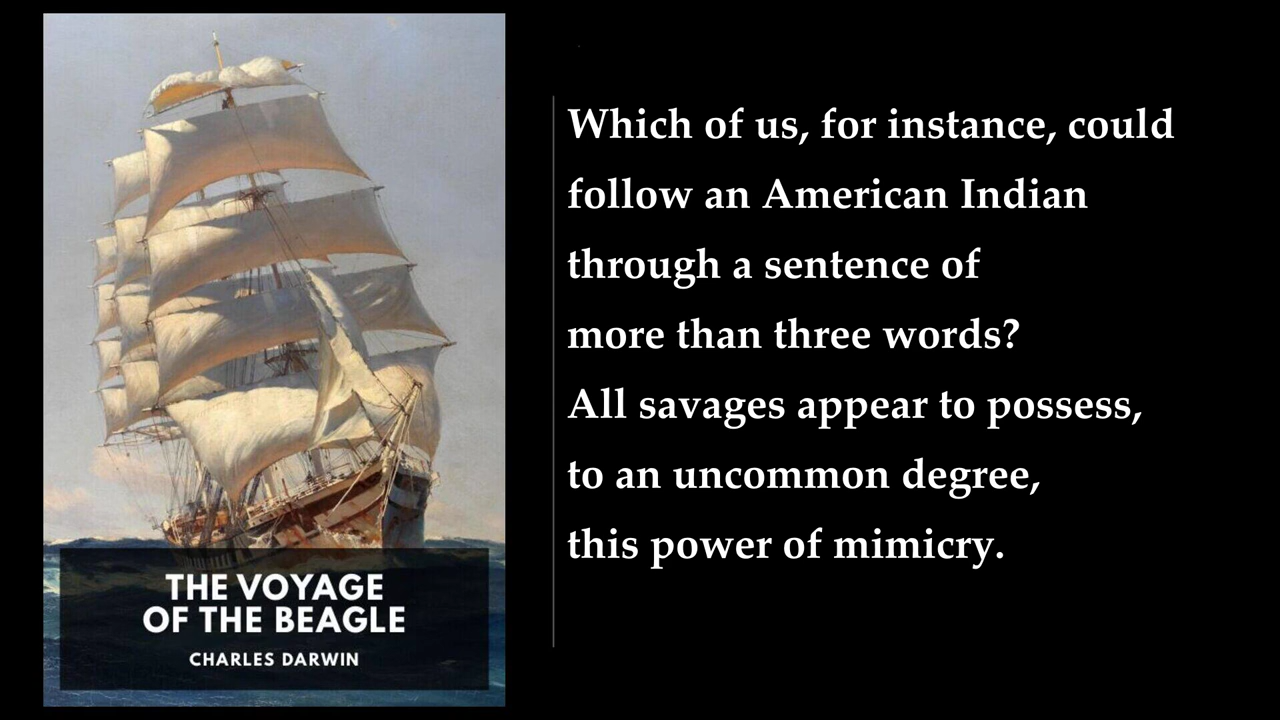 THE VOYAGE
OF THE BEAGLE
CHARLES DARWIN
Which of us, for instance, could
follow an American Indian
through a sentence of
more than three words?
All savages appear to possess,
to an uncommon degree,
this power of mimicry.